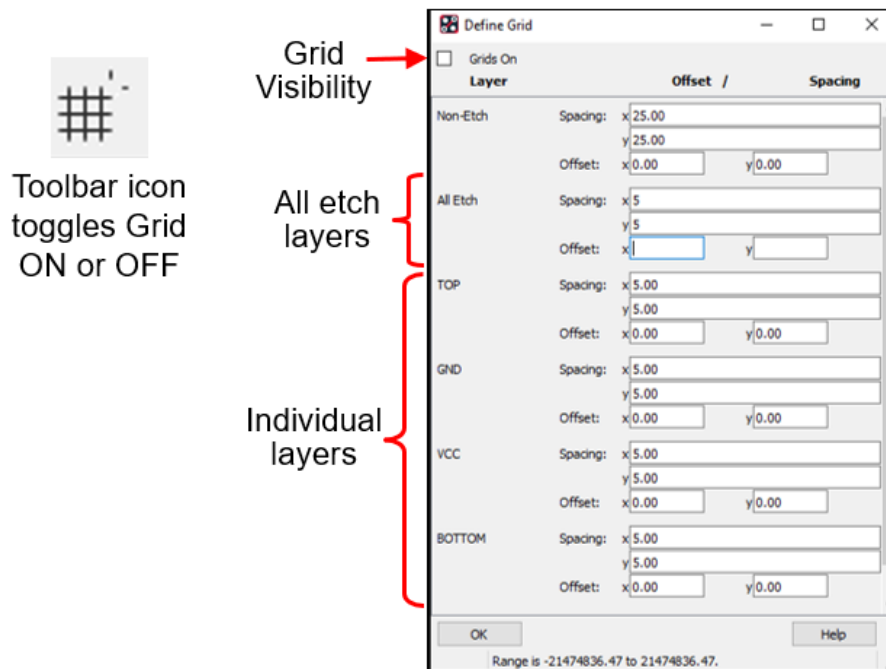 Define Grid
Grid
Visibility
Grids On
Layer Offset / Spacing
Toolbar icon
toggles Grid
ON or OFF
Non-Etch Spacing: x 25.00
y 25.00
Offset: x 0.00 y 0.00
All etch
layers
All Etch Spacing: x 5
y 5
Offset: x y
Individual
layers
TOP Spacing: x 5.00
y 5.00
Offset: x 0.00 y 0.00
GND Spacing: x 5.00
y 5.00
Offset: x 0.00 y 0.00
VCC Spacing: x 5.00
y 5.00
Offset: x 0.00 y 0.00
BOTTOM Spacing: x 5.00
y 5.00
Offset: x 0.00 y 0.00
OK Help
Range is -21474836.47 to 21474836.47.